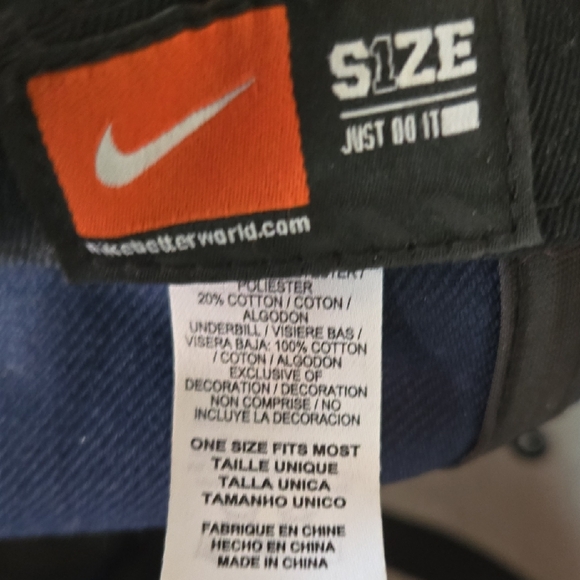 S1ZE
JUST DO IT
nikebetterworld.com
POLIESTER
20% COTTON / COTON /
ALGODON
UNDERBILL / VISIERE BAS /
VISERA BAJA: 100% COTTON
/ COTON / ALGODON
EXCLUSIVE OF
DECORATION / DECORATION
NON COMPRISE / NO
INCLUYE LA DECORACION
ONE SIZE FITS MOST
TAILLE UNIQUE
TALLA UNICA
TAMANHO UNICO
FABRIQUE EN CHINE
HECHO EN CHINA
MADE IN CHINA